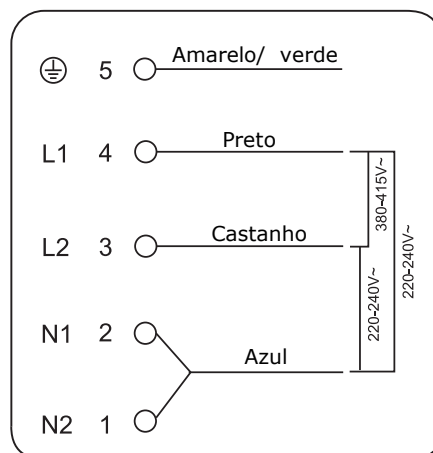 5 Amarelo/ verde
L1 4 Preto
380-415V~
L2 3 Castanho
220-240V~
220-240V~
N1 2
Azul
N2 1